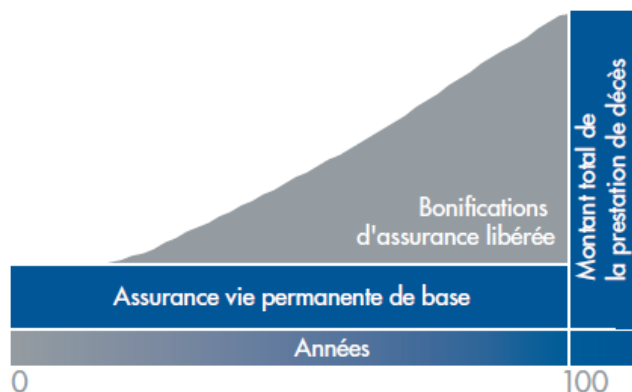 Bonifications
d'assurance libérée
Montant total de
la prestation de décès
Assurance vie permanente de base
Années
0
100